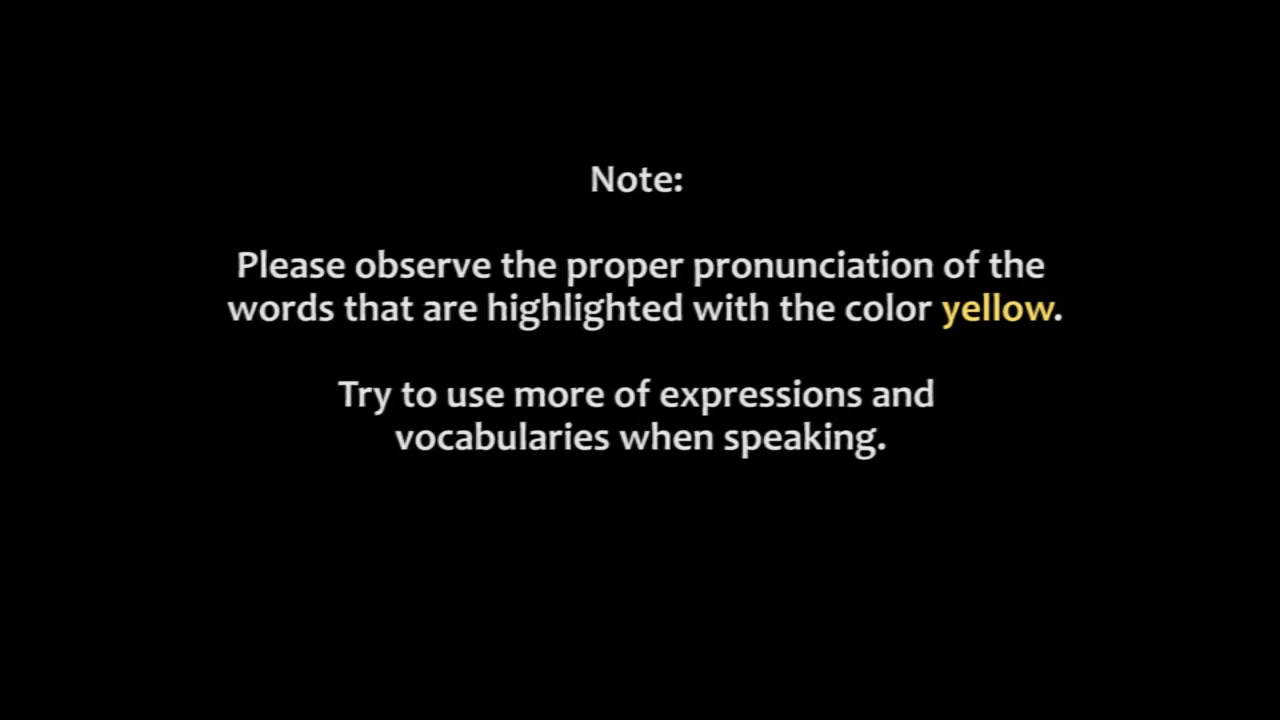 Note:
Please observe the proper pronunciation of the
words that are highlighted with the color yellow.
Try to use more of expressions and
vocabularies when speaking.